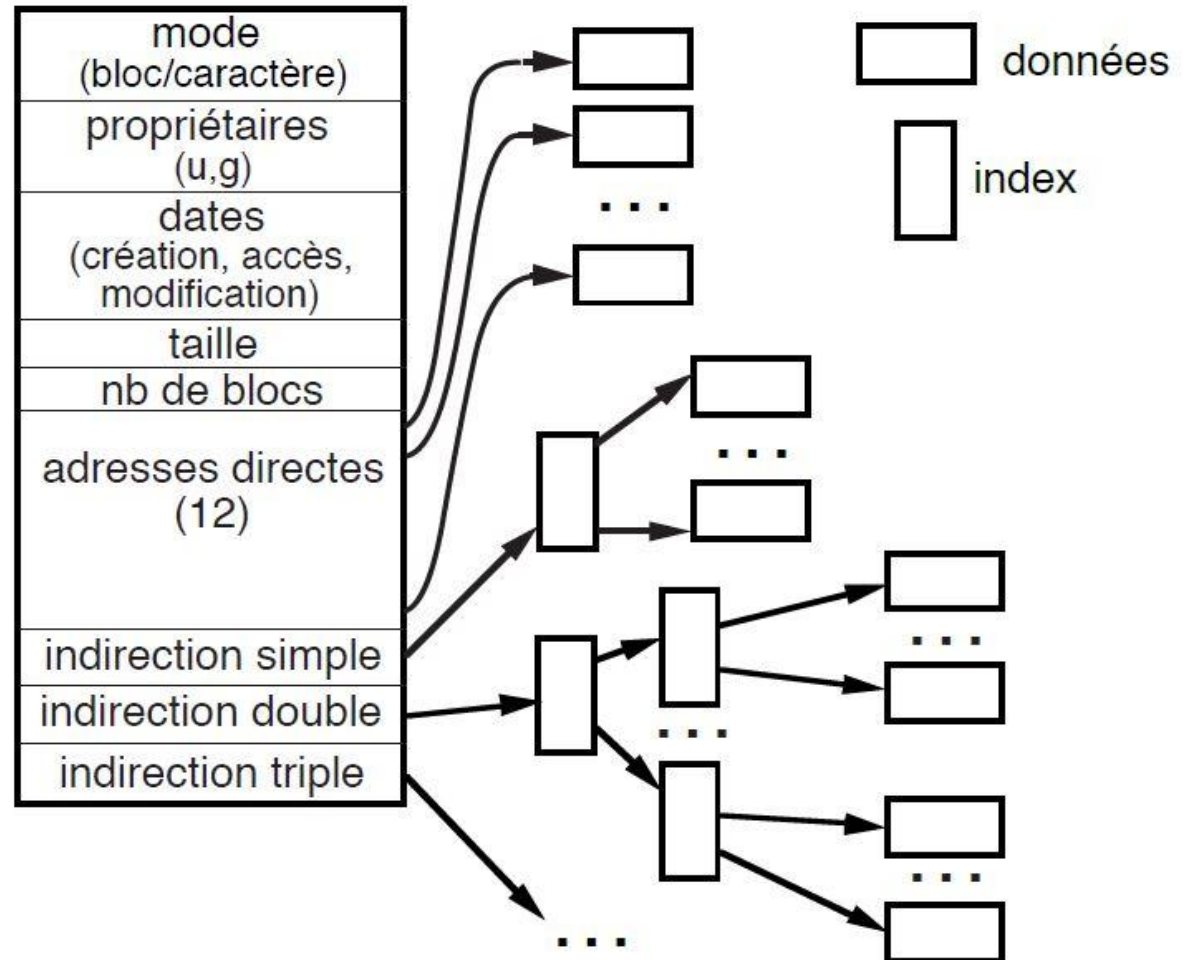 mode
(bloc/caractère)
propriétaires
(u,g)
dates
(création, accès,
modification)
taille
nb de blocs
adresses directes
(12)
indirection simple
indirection double
indirection triple
données
index
. . .
. . .
. . .
. . .
. . .
. . .